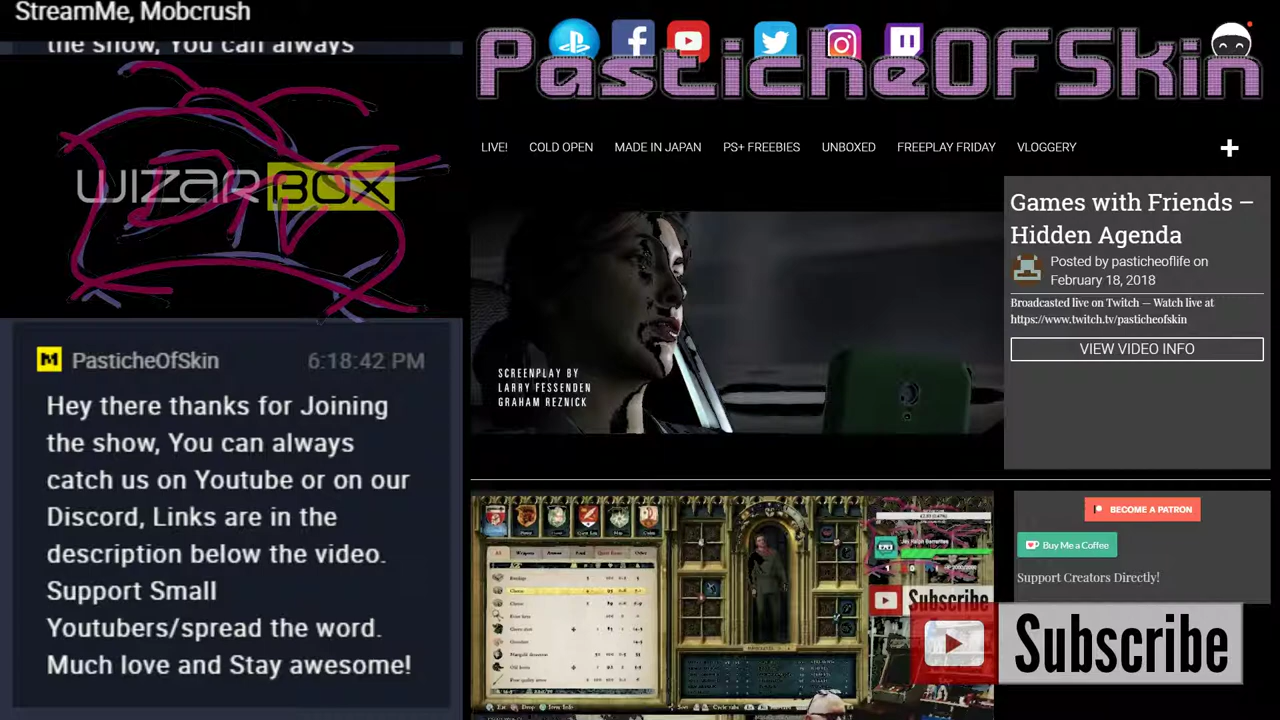 StreamMe, Mobcrush
the show, You can always
WIZARBOX
PasticheOfSkin 6:18:42 PM
Hey there thanks for Joining
the show, You can always
catch us on Youtube or on our
Discord, Links are in the
description below the video.
Support Small
Youtubers/spread the word.
Much love and Stay awesome!
PasticheOFSkin
LIVE! COLD OPEN MADE IN JAPAN PS+ FREEBIES UNBOXED FREEPLAY FRIDAY VLOGGERY
SCREENPLAY BY
LARRY FESSENDEN
GRAHAM REZNICK
Games with Friends –
Hidden Agenda
Posted by pasticheoflife on
February 18, 2018
Broadcasted live on Twitch — Watch live at
https://www.twitch.tv/pasticheofskin
VIEW VIDEO INFO
BECOME A PATRON
Buy Me a Coffee
Support Creators Directly!
Subscribe
Subscribe